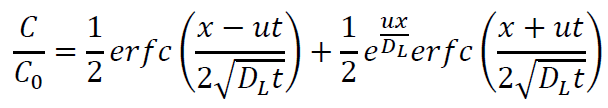 C/C₀ = 1/2 erfc((x − ut)/(2√(D_L t))) + 1/2 e^(ux/D_L) erfc((x + ut)/(2√(D_L t)))